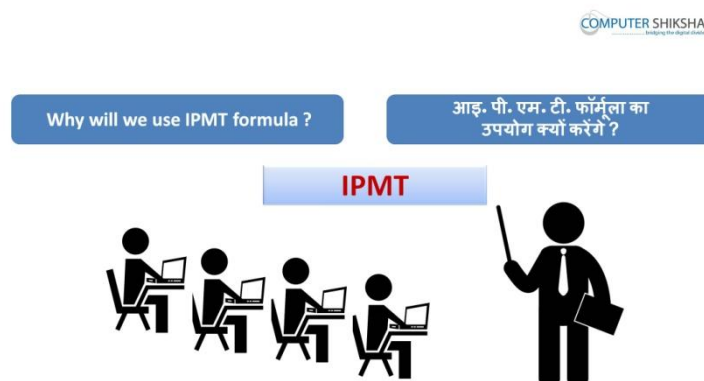 COMPUTER SHIKSHA
bridging the digital divide
Why will we use IPMT formula ?
आइ. पी. एम. टी. फॉर्मूला का
उपयोग क्यों करेंगे ?
IPMT